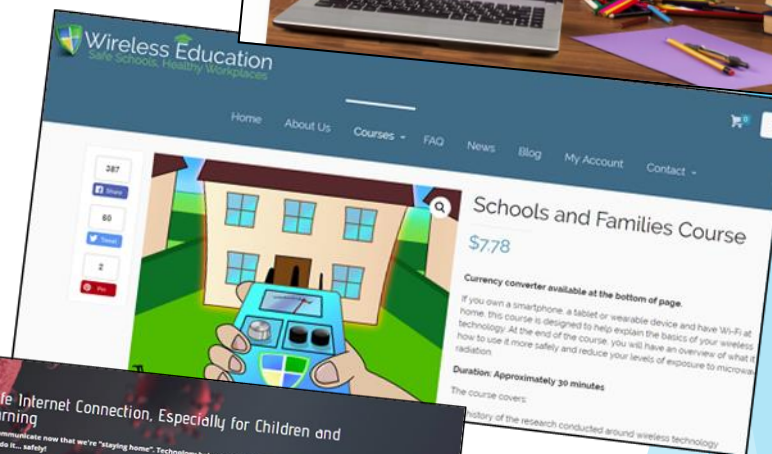 Wireless Education
Safe Schools, Healthy Workplaces
Home
About Us
Courses
FAQ
News
Blog
My Account
Contact
0
387
Share
60
Tweet
2
Pin
Schools and Families Course
$7.78
Currency converter available at the bottom of page.
If you own a smartphone, a tablet or wearable device and have Wi-Fi at
home, this course is designed to help explain the basics of your wireless
technology. At the end of the course, you will have an overview of what it
how to use it more safely and reduce your levels of exposure to
radiation.
Duration: Approximately 30 minutes
The course covers:
history of the research conducted around wireless technology
Internet Connection, Especially for Children and
now that we're "staying home".
do it... safely!